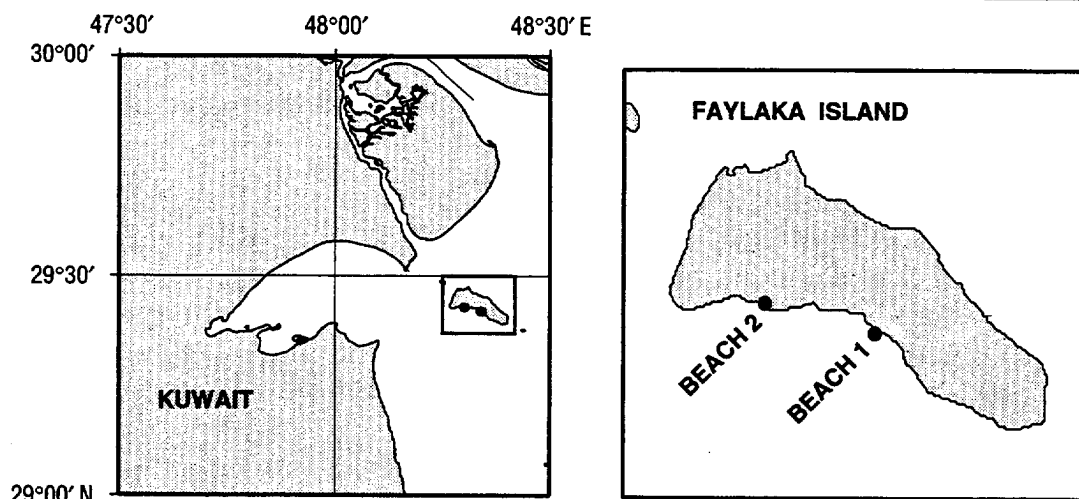 47°30′ 48°00′ 48°30′ E
30°00′
29°30′
KUWAIT
29°00′ N
FAYLAKA ISLAND
BEACH 2
BEACH 1